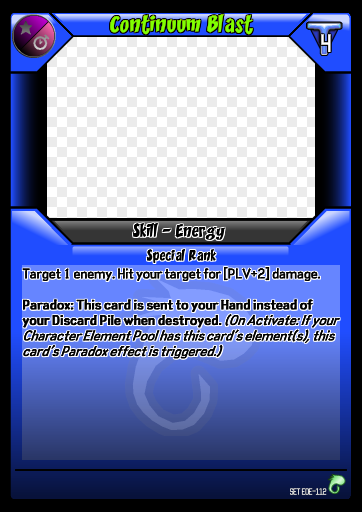 Continuum Blast
4
Skill - Energy
Special Rank
Target 1 enemy. Hit your target for [PLV+2] damage.
Paradox: This card is sent to your Hand instead of
your Discard Pile when destroyed. (On Activate: If your
Character Element Pool has this card's element(s), this
card's Paradox effect is triggered.)
SET EOE-112